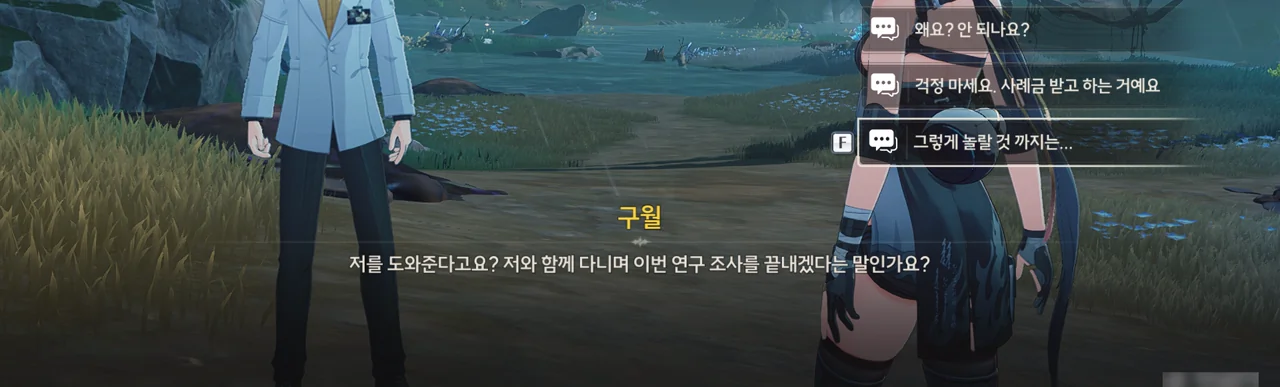 왜요? 안 되나요?
걱정 마세요. 사례금 받고 하는 거예요
F
그렇게 놀랄 것 까지는...
구월
저를 도와준다고요? 저와 함께 다니며 이번 연구 조사를 끝내겠다는 말인가요?